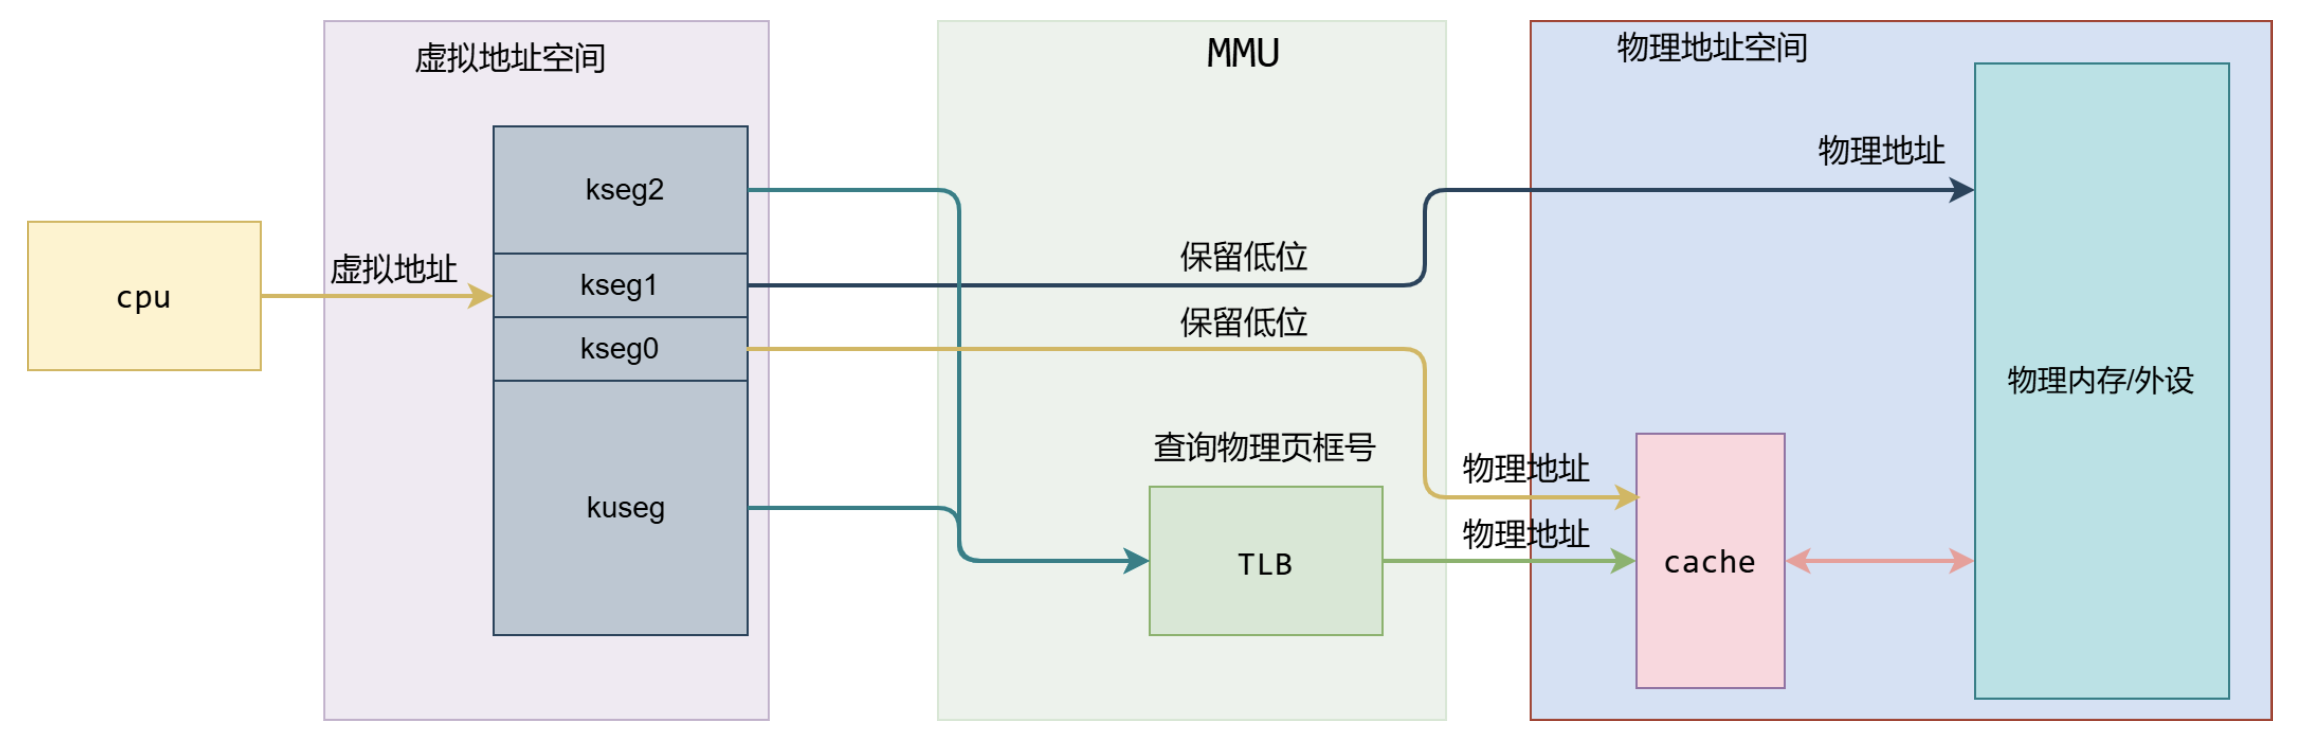 虚拟地址空间
MMU
物理地址空间
cpu
虚拟地址
kseg2
kseg1
kseg0
kuseg
保留低位
保留低位
查询物理页框号
TLB
物理地址
物理地址
物理地址
cache
物理内存/外设